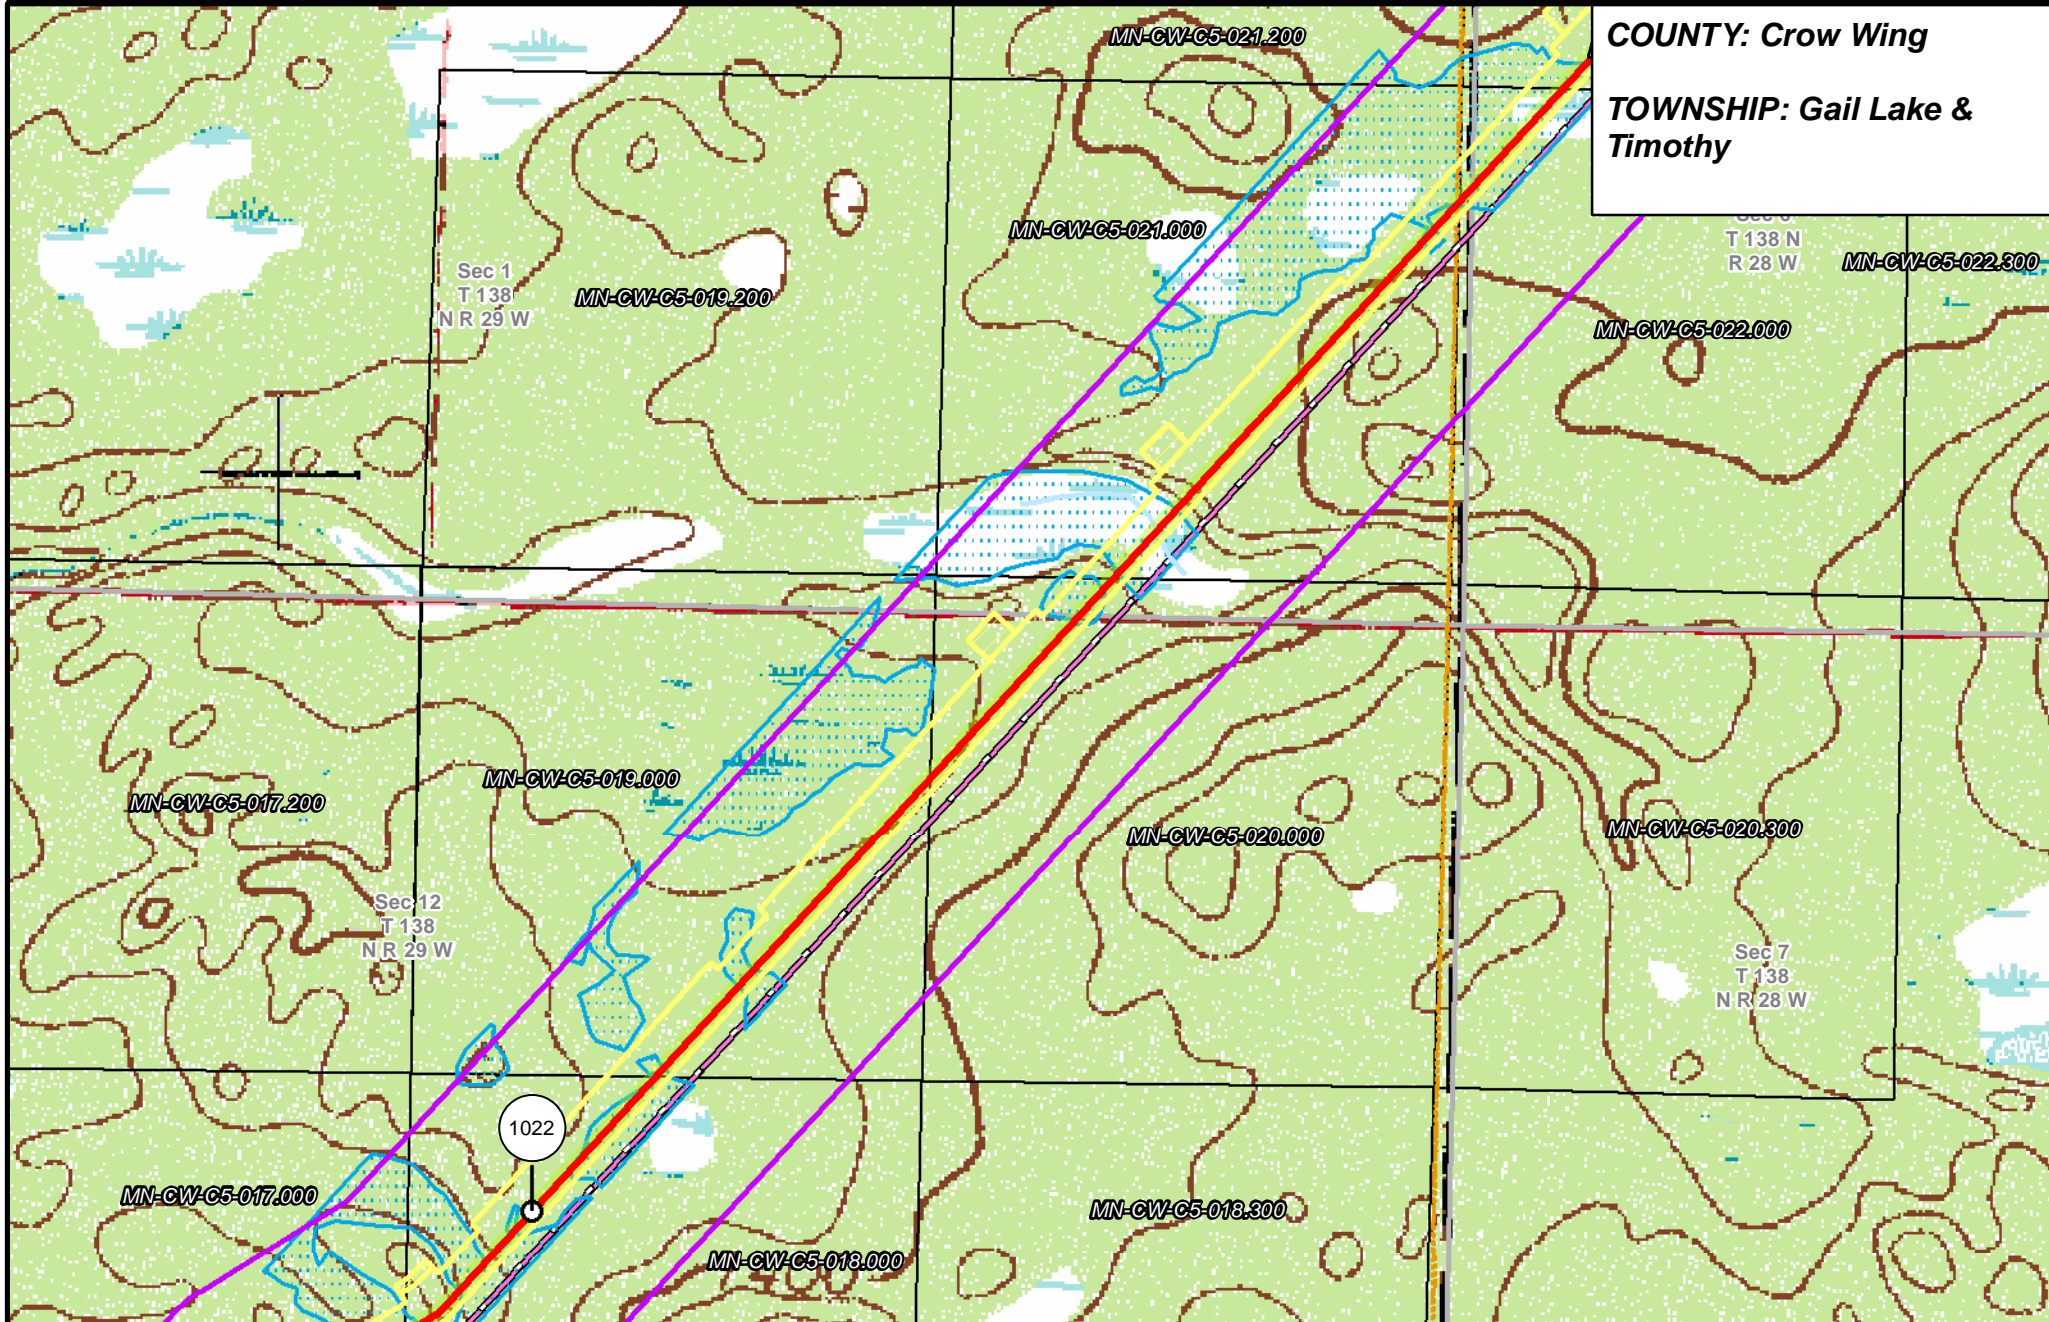 MN-CW-C5-021.200
COUNTY: Crow Wing
TOWNSHIP: Gail Lake &
Timothy
MN-CW-C5-021.000
T 138 N
R 28 W
MN-CW-C5-022.300
Sec 1
T 138
N R 29 W
MN-CW-C5-019.200
MN-CW-C5-022.000
MN-CW-C5-019.000
MN-CW-C5-017.200
MN-CW-C5-020.000
MN-CW-C5-020.300
Sec 12
T 138
N R 29 W
Sec 7
T 138
N R 28 W
1022
MN-CW-C5-017.000
MN-CW-C5-018.300
MN-CW-C5-018.000